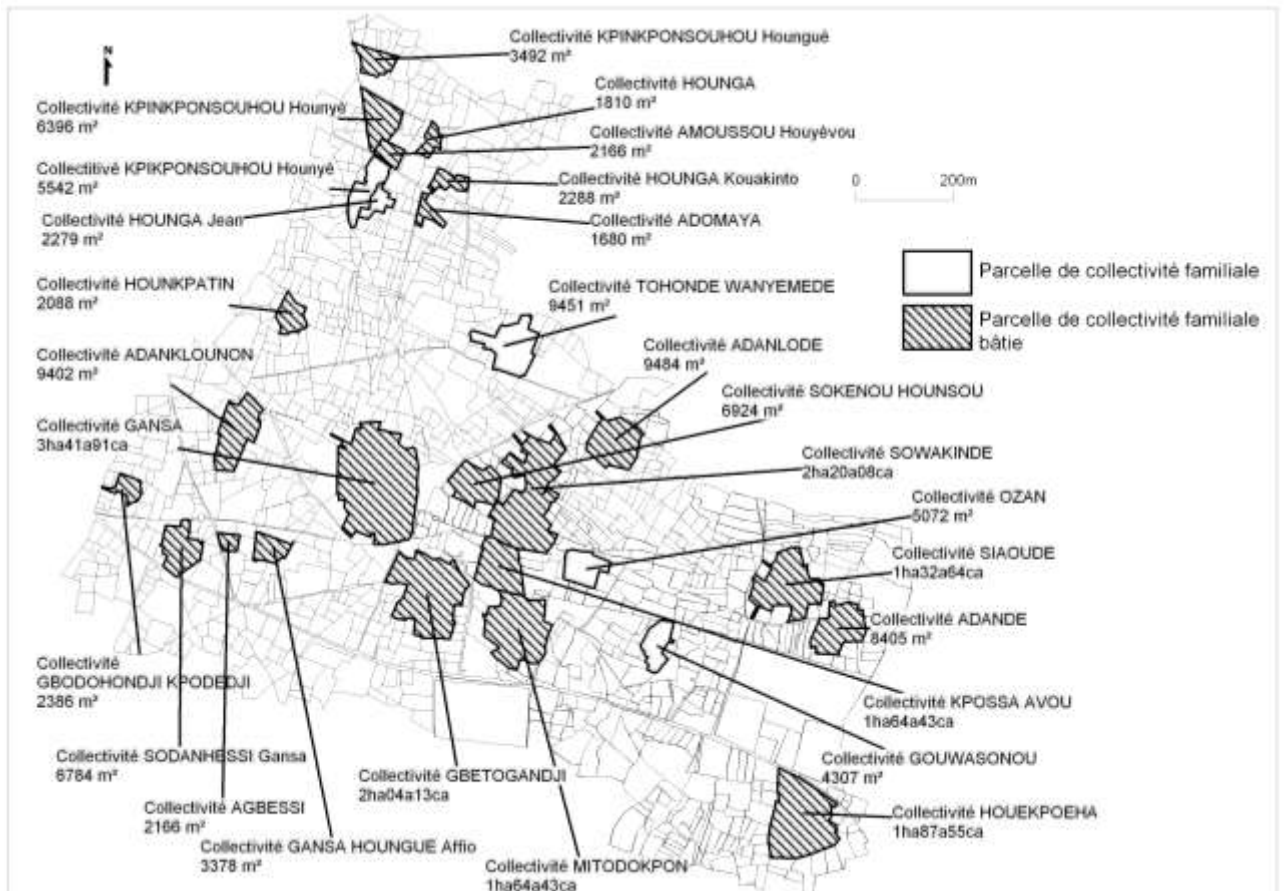 Collectivité KPINKPONSOUHOU Houngué
3492 m²
N
Collectivité HOUNGA
1810 m²
Collectivité KPINKPONSOUHOU Hounyè
6396 m²
Collectivité AMOUSSOU Houyèvou
2166 m²
Collectitivé KPIKPONSOUHOU Hounyè
5542 m²
Collectivité HOUNGA Kouakinto
2288 m²
0 200m
Collectivité HOUNGA Jean
2279 m²
Collectivité ADOMAYA
1680 m²
Parcelle de collectivité familiale
Parcelle de collectivité familiale
bâtie
Collectivité HOUNKPATIN
2088 m²
Collectivité TOHONDE WANYEMEDE
9451 m²
Collectivité ADANLODE
9484 m²
Collectivité ADANKLOUNON
9402 m²
Collectivité SOKENOU HOUNSOU
6924 m²
Collectivité GANSA
3ha41a91ca
Collectivité SOWAKINDE
2ha20a08ca
Collectivité OZAN
5072 m²
Collectivité SIAOUDE
1ha32a64ca
Collectivité ADANDE
8405 m²
Collectivité
GBODOHONDJI KPODEDJI
2386 m²
Collectivité KPOSSA AVOU
1ha64a43ca
Collectivité SODANHESSI Gansa
6784 m²
Collectivité GBETOGANDJI
2ha04a13ca
Collectivité GOUWASONOU
4307 m²
Collectivité AGBESSI
2166 m²
Collectivité HOUEKPOEHA
1ha87a55ca
Collectivité GANSA HOUNGUE Affio
3378 m²
Collectivité MITODOKPON
1ha64a43ca